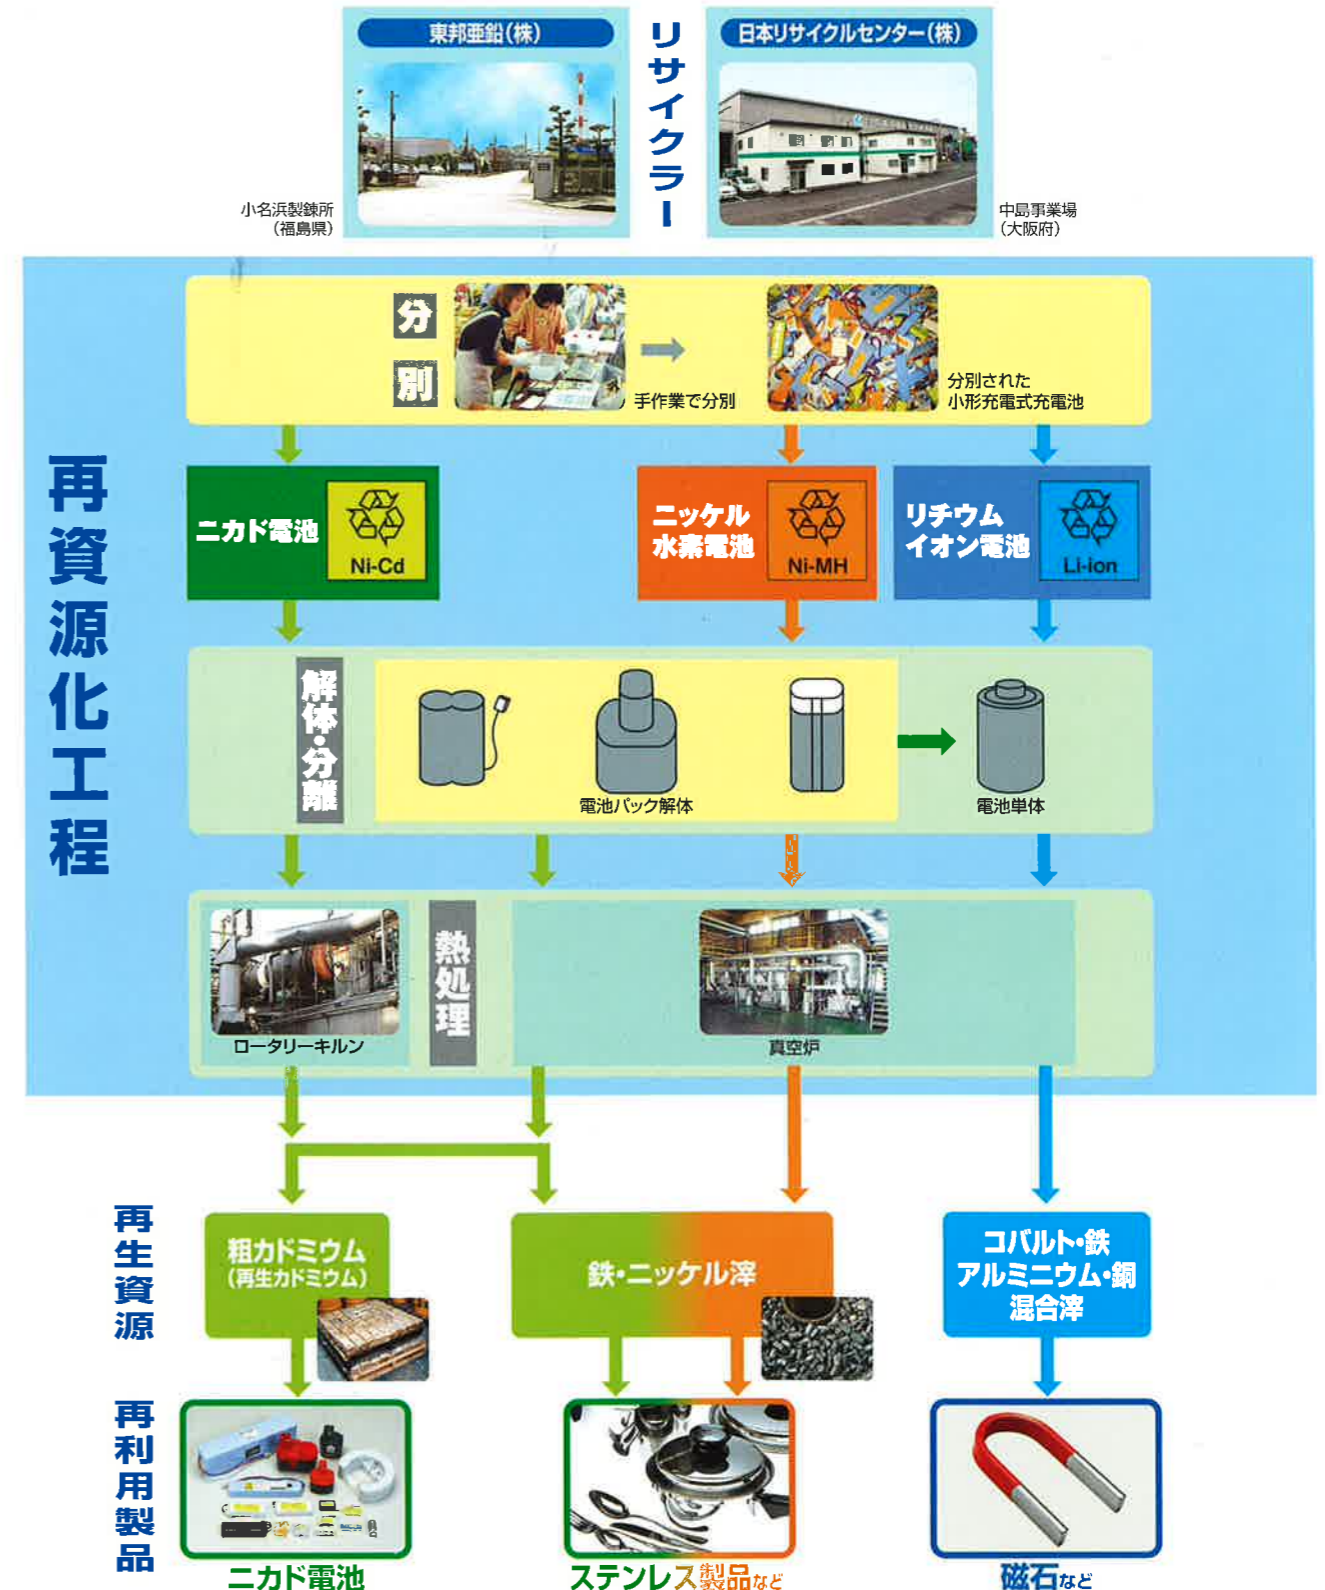 東邦亜鉛(株)
リサイクラー
日本リサイクルセンター(株)
小名浜製錬所
(福島県)
中島事業場
(大阪府)
再資源化工程
分別
手作業で分別
分別された
小形充電式充電池
ニカド電池
Ni-Cd
ニッケル
水素電池
Ni-MH
リチウム
イオン電池
Li-ion
解体・分離
電池パック解体
電池単体
熱処理
ロータリーキルン
真空炉
再生資源
粗カドミウム
(再生カドミウム)
鉄・ニッケル滓
コバルト・鉄
アルミニウム・銅
混合滓
再利用製品
ニカド電池
ステンレス製品など
磁石など